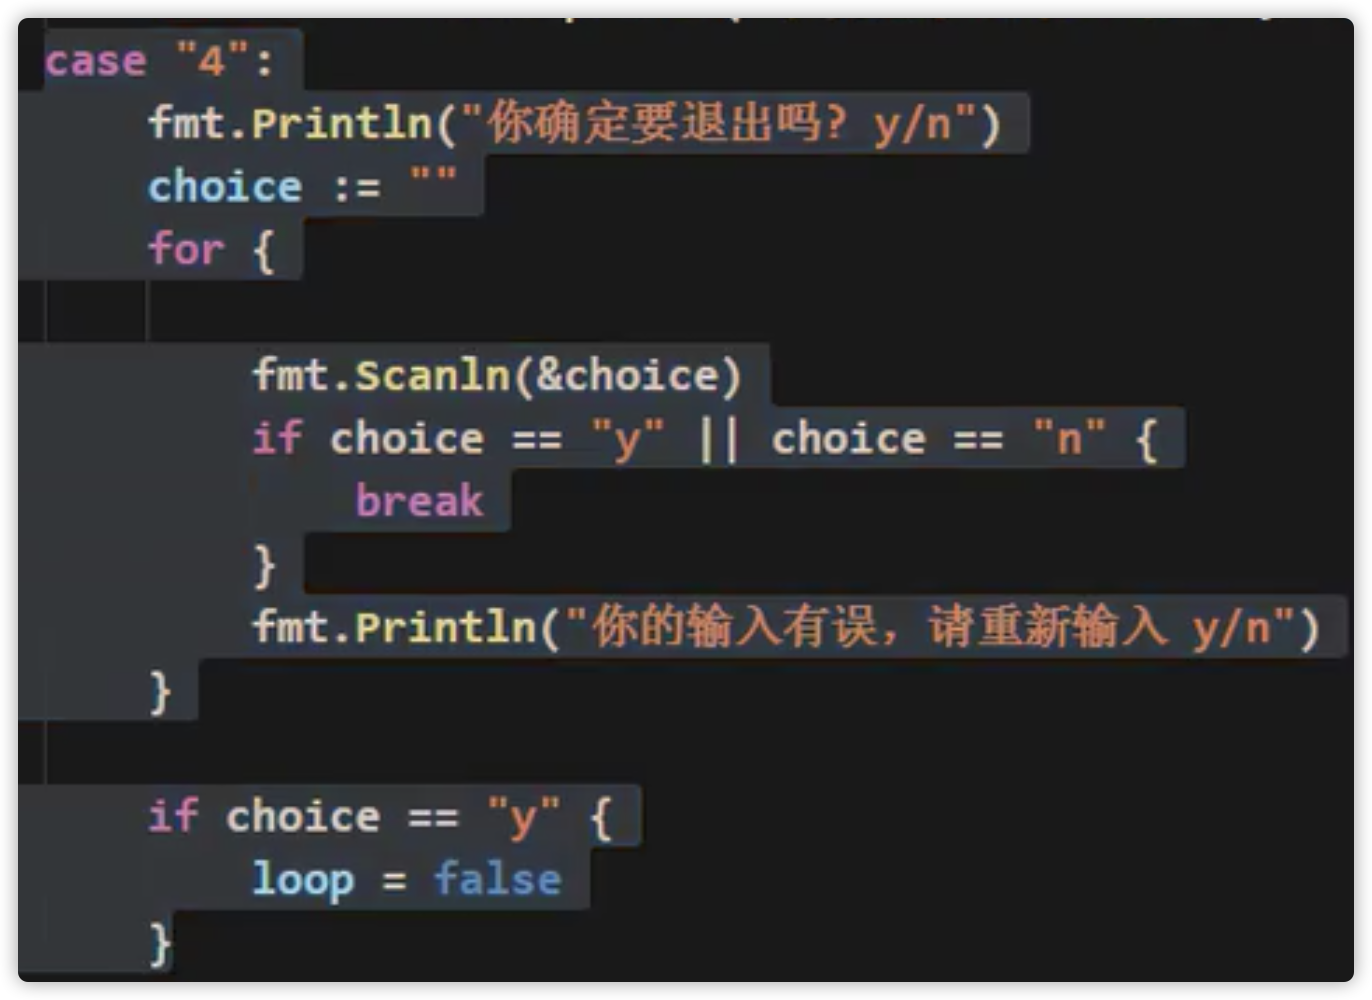 case "4":
fmt.Println("你确定要退出吗? y/n")
choice := ""
for {
fmt.Scanln(&choice)
if choice == "y" || choice == "n" {
break
}
fmt.Println("你的输入有误，请重新输入 y/n")
}
if choice == "y" {
loop = false
}